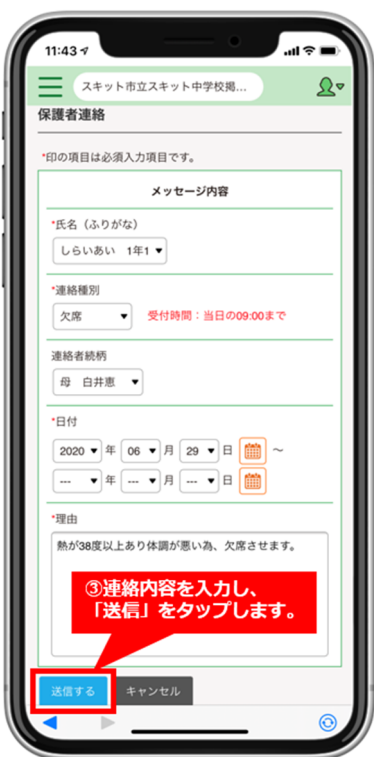 11:43
スキット市立スキット中学校掲...
保護者連絡
*印の項目は必須入力項目です。
メッセージ内容
*氏名（ふりがな）
しらいあい　1年1 ▼
*連絡種別
欠席 ▼ 受付時間：当日の09:00まで
連絡者続柄
母　白井恵 ▼
*日付
2020 ▼ 年 06 ▼ 月 29 ▼ 日 ～
--- ▼ 年 --- ▼ 月 --- ▼ 日
*理由
熱が38度以上あり体調が悪い為、欠席させます。
③連絡内容を入力し、
「送信」をタップします。
送信する キャンセル